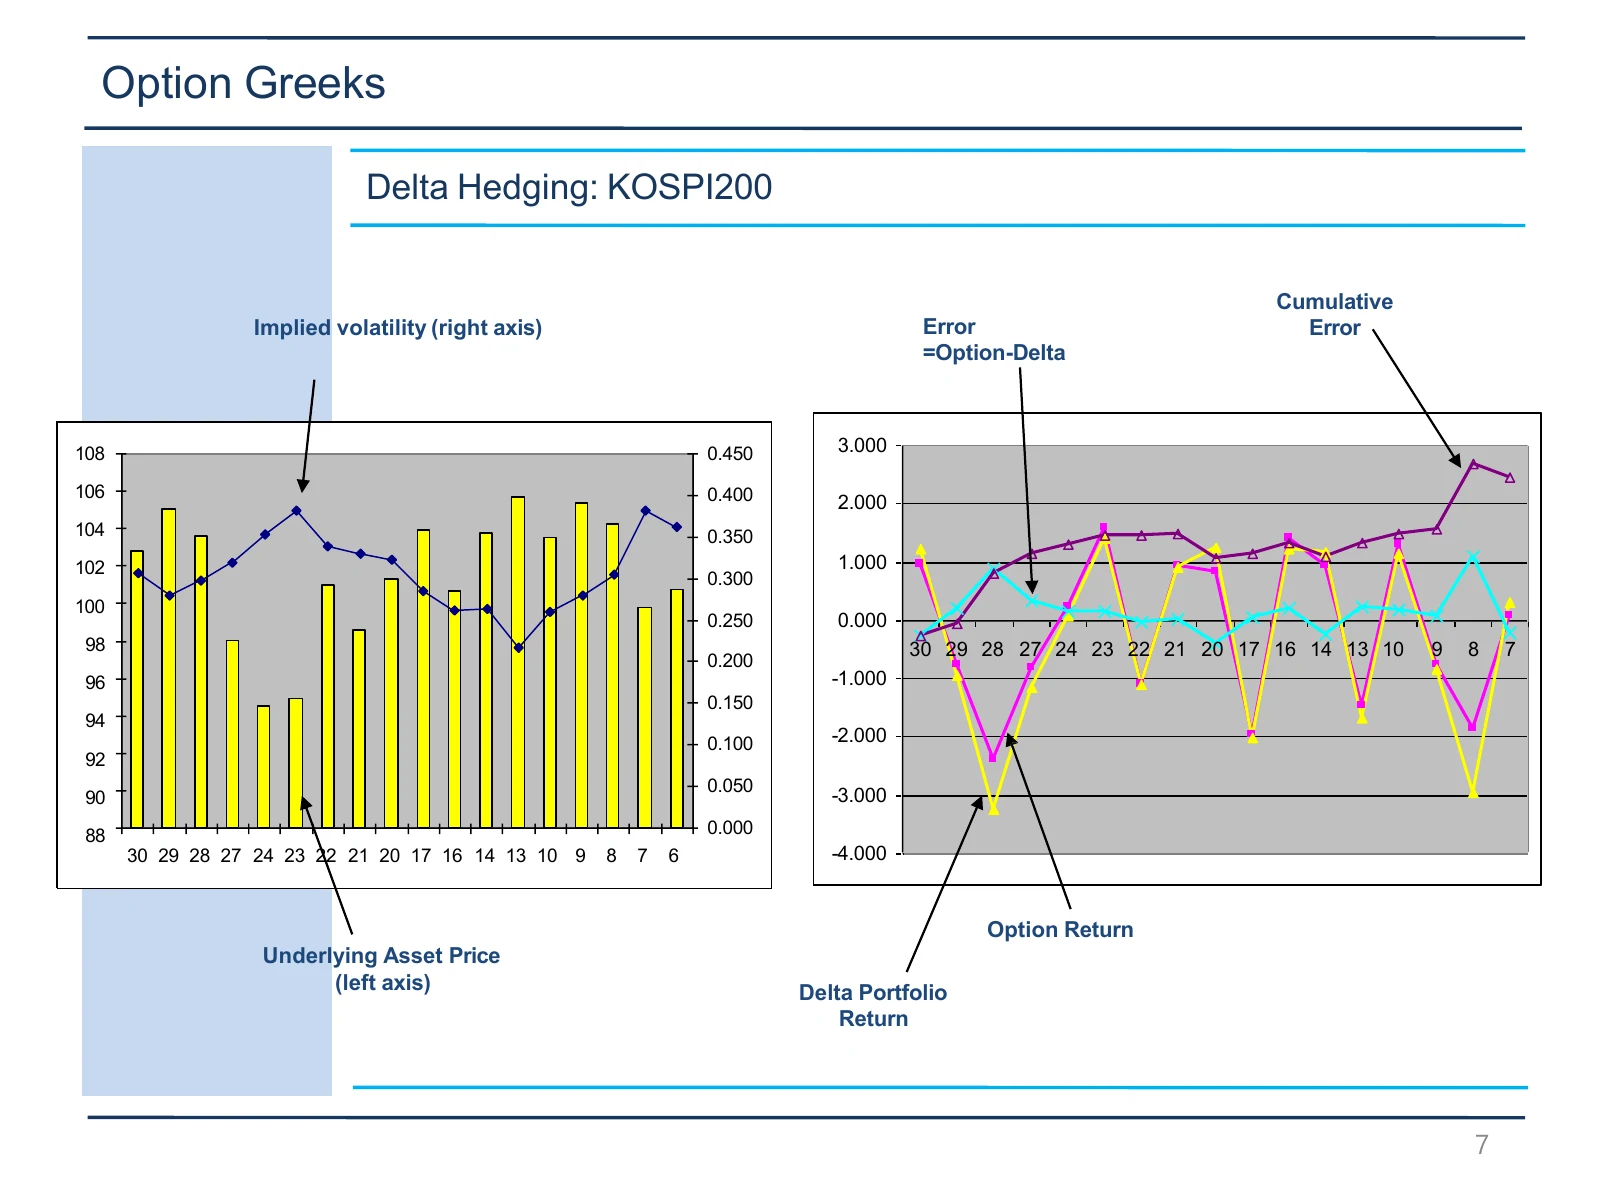 Option Greeks
Delta Hedging: KOSPI200
Implied volatility (right axis)
Error
=Option-Delta
Cumulative
Error
108
106
104
102
100
98
96
94
92
90
88
0.450
0.400
0.350
0.300
0.250
0.200
0.150
0.100
0.050
0.000
30 29 28 27 24 23 22 21 20 17 16 14 13 10 9 8 7 6
Underlying Asset Price
(left axis)
3.000
2.000
1.000
0.000
-1.000
-2.000
-3.000
-4.000
30 29 28 27 24 23 22 21 20 17 16 14 13 10 9 8 7
Option Return
Delta Portfolio
Return
7